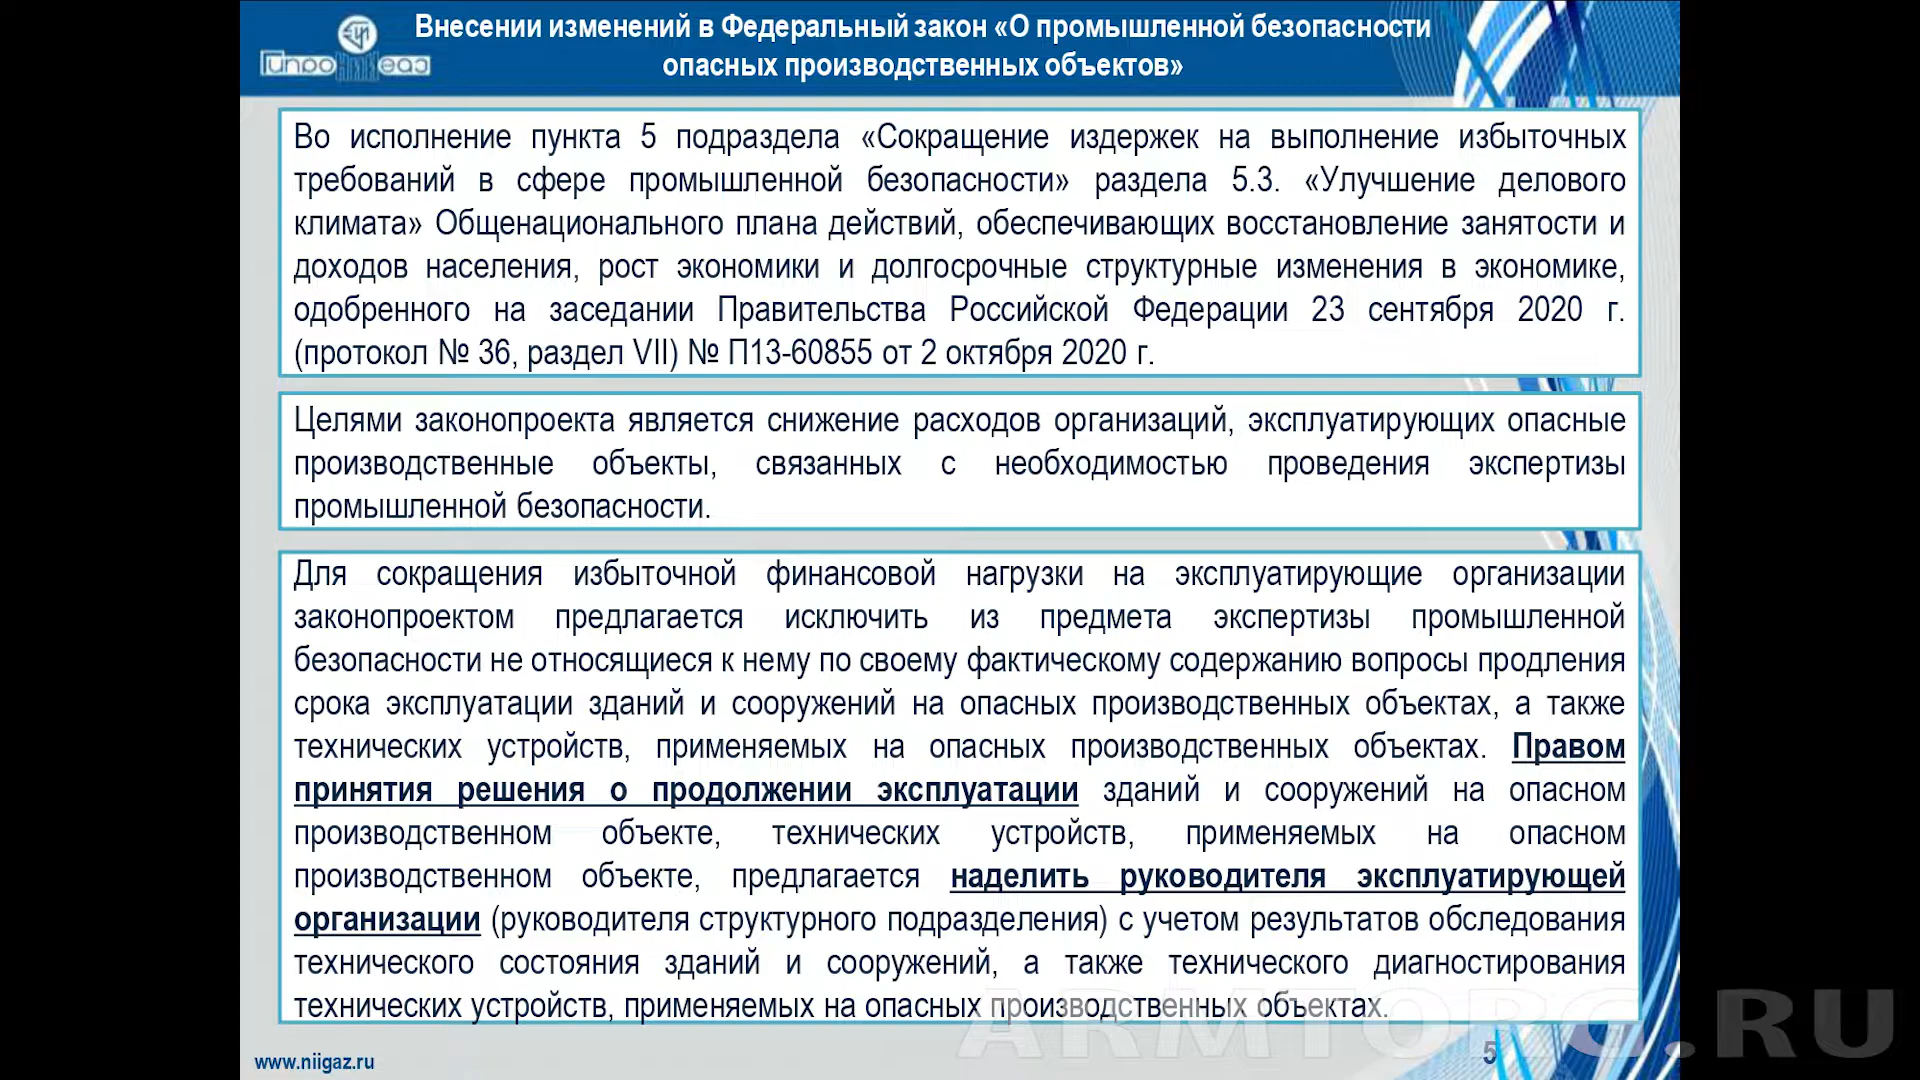 Внесении изменений в Федеральный закон «О промышленной безопасности
опасных производственных объектов»
Гипрониигаз
Во исполнение пункта 5 подраздела «Сокращение издержек на выполнение избыточных
требований в сфере промышленной безопасности» раздела 5.3. «Улучшение делового
климата» Общенационального плана действий, обеспечивающих восстановление занятости и
доходов населения, рост экономики и долгосрочные структурные изменения в экономике,
одобренного на заседании Правительства Российской Федерации 23 сентября 2020 г.
(протокол № 36, раздел VII) № П13-60855 от 2 октября 2020 г.
Целями законопроекта является снижение расходов организаций, эксплуатирующих опасные
производственные объекты, связанных с необходимостью проведения экспертизы
промышленной безопасности.
Для сокращения избыточной финансовой нагрузки на эксплуатирующие организации
законопроектом предлагается исключить из предмета экспертизы промышленной
безопасности не относящиеся к нему по своему фактическому содержанию вопросы продления
срока эксплуатации зданий и сооружений на опасных производственных объектах, а также
технических устройств, применяемых на опасных производственных объектах. Правом
принятия решения о продолжении эксплуатации зданий и сооружений на опасном
производственном объекте, технических устройств, применяемых на опасном
производственном объекте, предлагается наделить руководителя эксплуатирующей
организации (руководителя структурного подразделения) с учетом результатов обследования
технического состояния зданий и сооружений, а также технического диагностирования
технических устройств, применяемых на опасных производственных объектах.
ARMTORG.RU
www.niigaz.ru
5